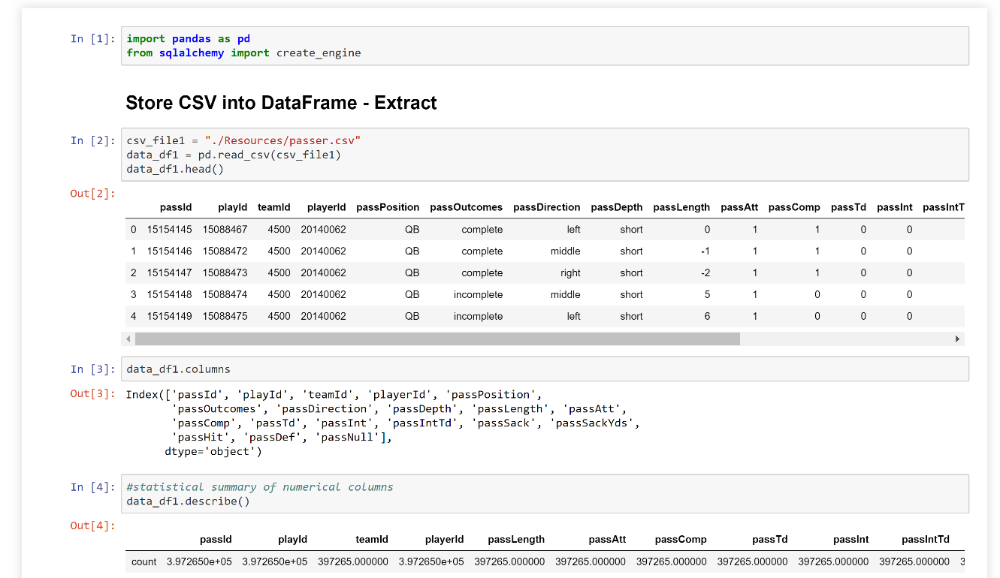 In [1]: import pandas as pd
from sqlalchemy import create_engine
Store CSV into DataFrame - Extract
In [2]: csv_file1 = "./Resources/passer.csv"
data_df1 = pd.read_csv(csv_file1)
data_df1.head()
Out[2]:
passId playId teamId playerId passPosition passOutcomes passDirection passDepth passLength passAtt passComp passTd passInt passIntT
0 15154145 15088467 4500 20140062 QB complete left short 0 1 1 0 0
1 15154146 15088472 4500 20140062 QB complete middle short -1 1 1 0 0
2 15154147 15088473 4500 20140062 QB complete right short -2 1 1 0 0
3 15154148 15088474 4500 20140062 QB incomplete middle short 5 1 0 0 0
4 15154149 15088475 4500 20140062 QB incomplete left short 6 1 0 0 0
In [3]: data_df1.columns
Out[3]: Index(['passId', 'playId', 'teamId', 'playerId', 'passPosition',
'passOutcomes', 'passDirection', 'passDepth', 'passLength', 'passAtt',
'passComp', 'passTd', 'passInt', 'passIntTd', 'passSack', 'passSackYds',
'passHit', 'passDef', 'passNull'],
dtype='object')
In [4]: #statistical summary of numerical columns
data_df1.describe()
Out[4]:
passId playId teamId playerId passLength passAtt passComp passTd passInt passIntTd
count 3.972650e+05 3.972650e+05 397265.000000 3.972650e+05 397265.000000 397265.000000 397265.000000 397265.000000 397265.000000 397265.000000 3